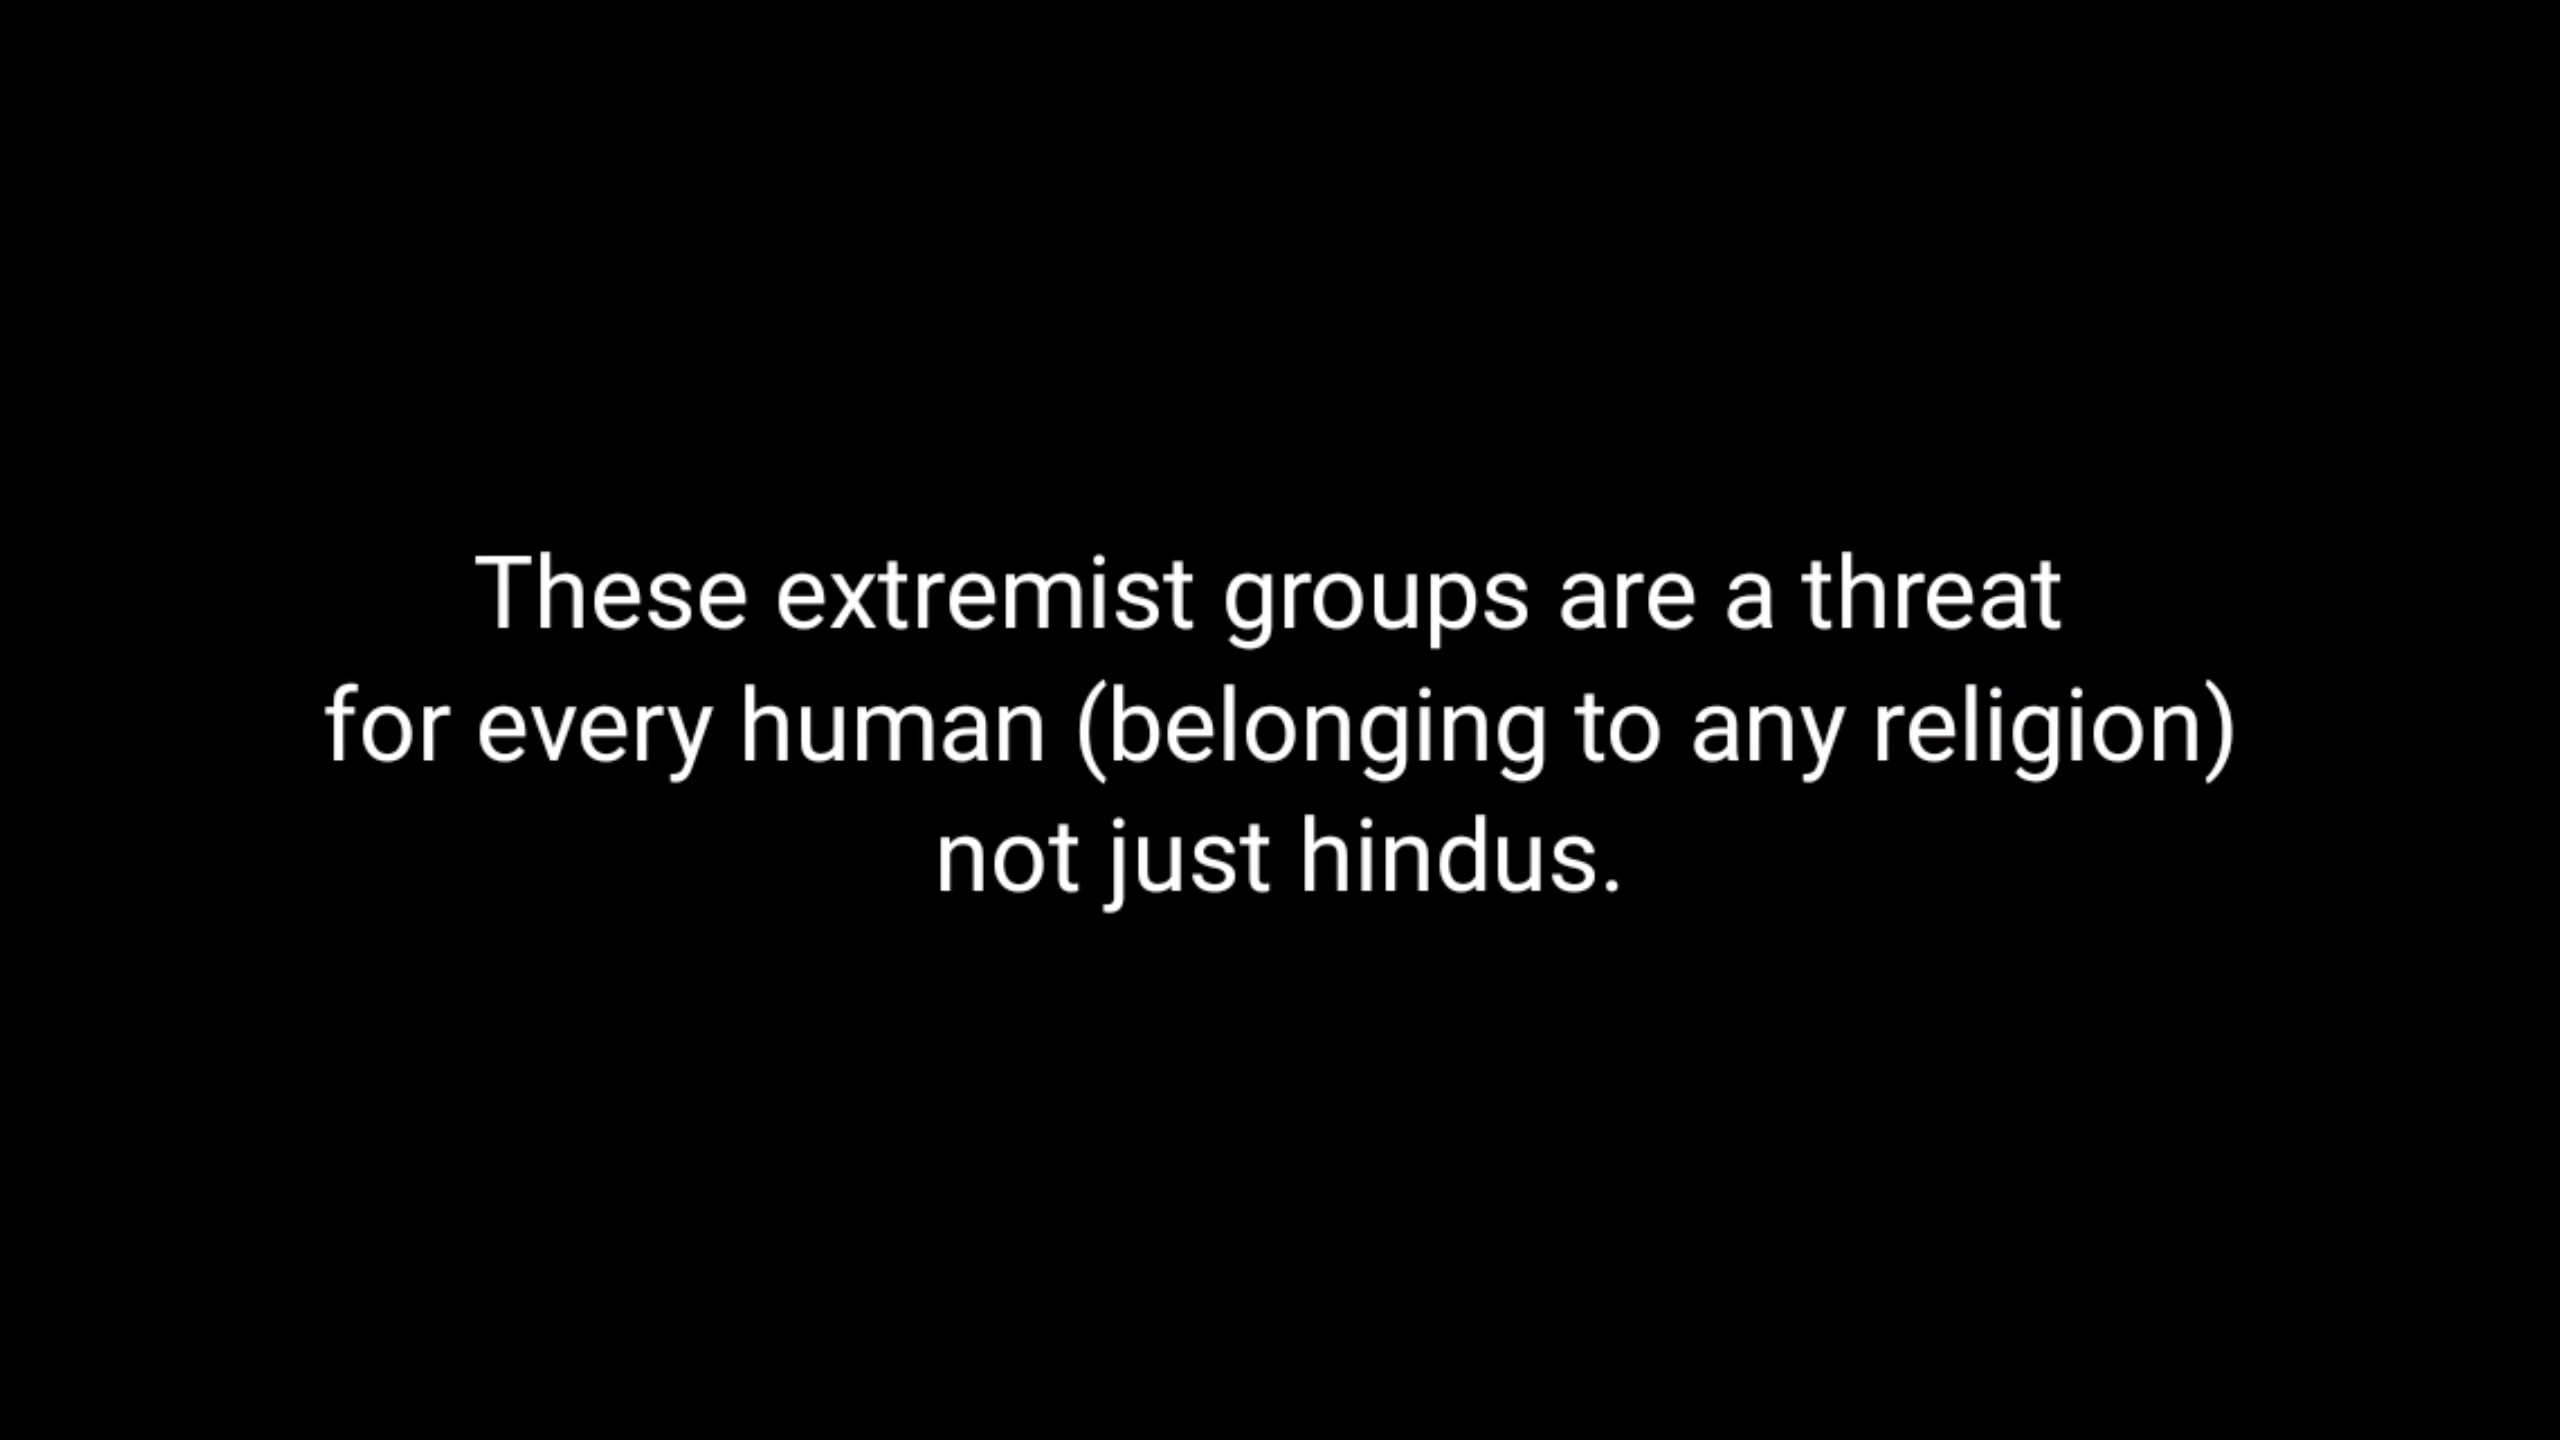 These extremist groups are a threat
for every human (belonging to any religion)
not just hindus.